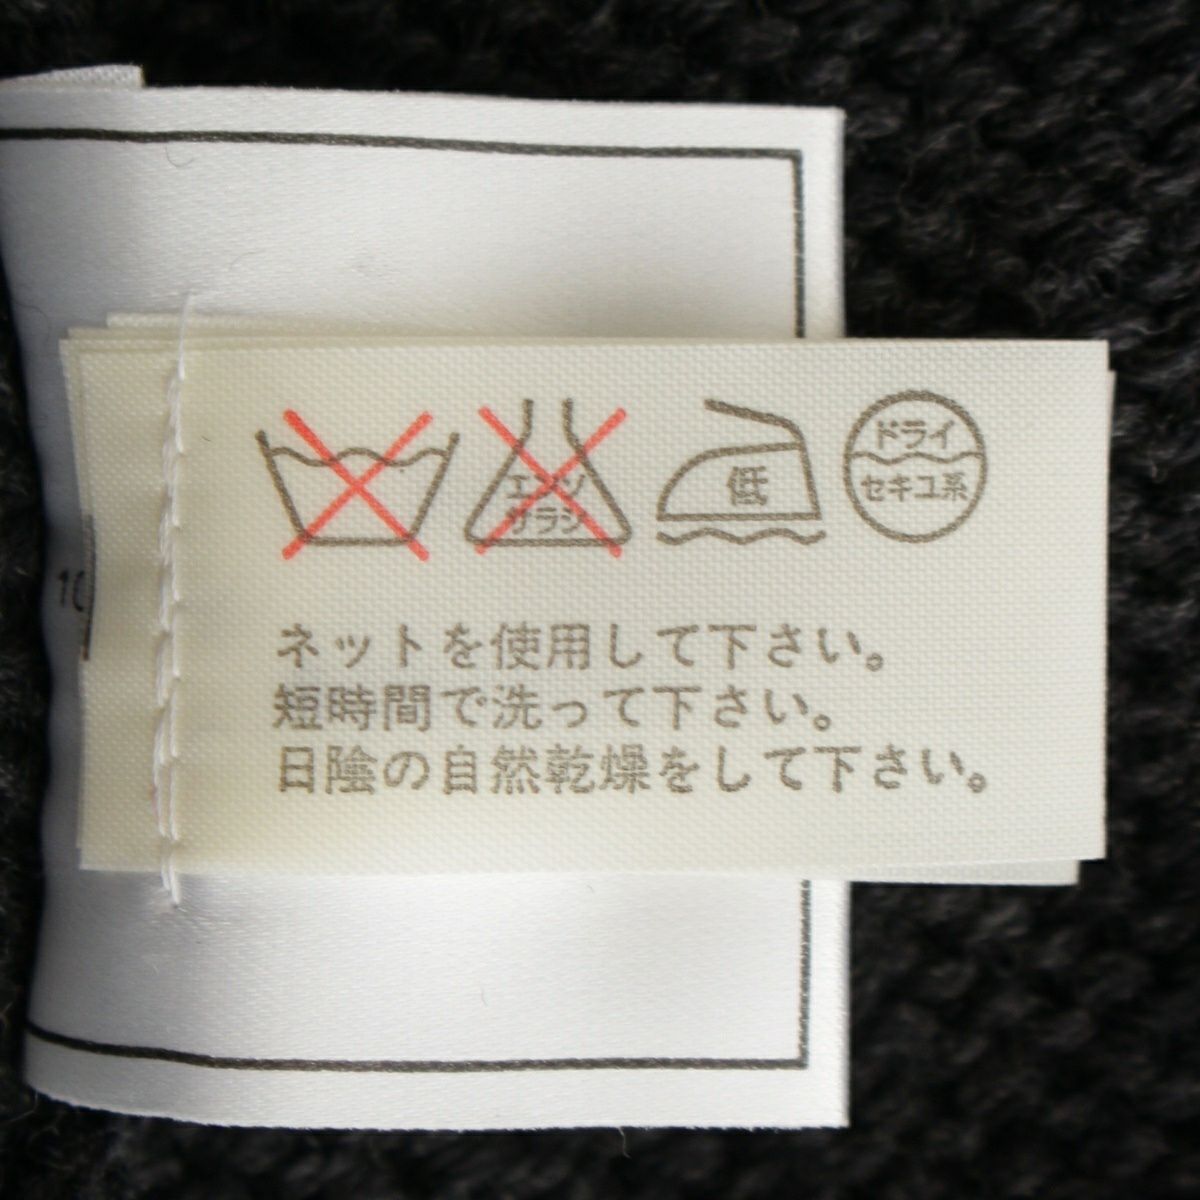 エンソ
サラシ
低
ドライ
セキユ系
10
ネットを使用して下さい。
短時間で洗って下さい。
日陰の自然乾燥をして下さい。